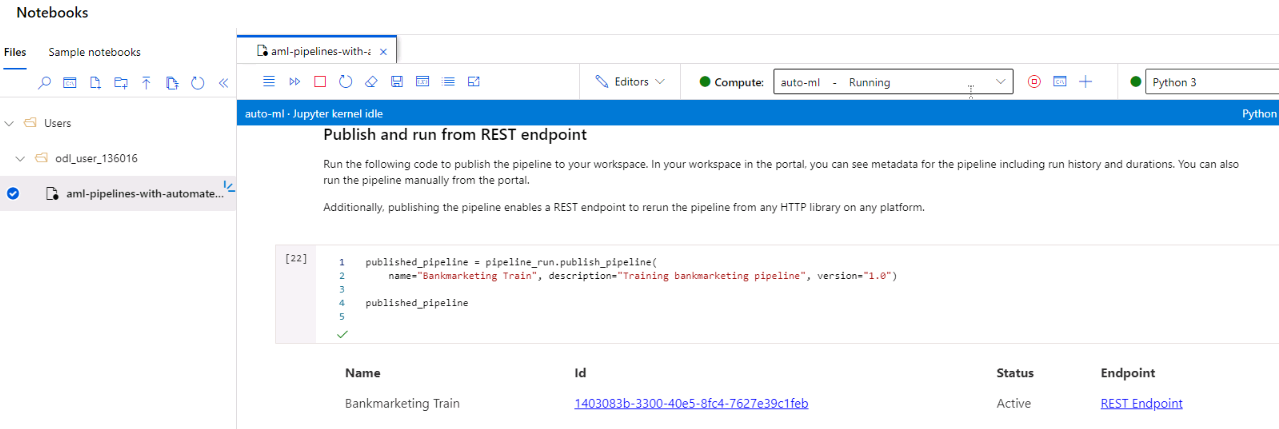 Notebooks
Files Sample notebooks
aml-pipelines-with-a
Editors
Compute: auto-ml - Running
Python 3
auto-ml · Jupyter kernel idle
Python
Users
odl_user_136016
aml-pipelines-with-automate...
Publish and run from REST endpoint
Run the following code to publish the pipeline to your workspace. In your workspace in the portal, you can see metadata for the pipeline including run history and durations. You can also
run the pipeline manually from the portal.
Additionally, publishing the pipeline enables a REST endpoint to rerun the pipeline from any HTTP library on any platform.
[22]
1 published_pipeline = pipeline_run.publish_pipeline(
2 name="Bankmarketing Train", description="Training bankmarketing pipeline", version="1.0")
3
4 published_pipeline
5
Name Id Status Endpoint
Bankmarketing Train 1403083b-3300-40e5-8fc4-7627e39c1feb Active REST Endpoint